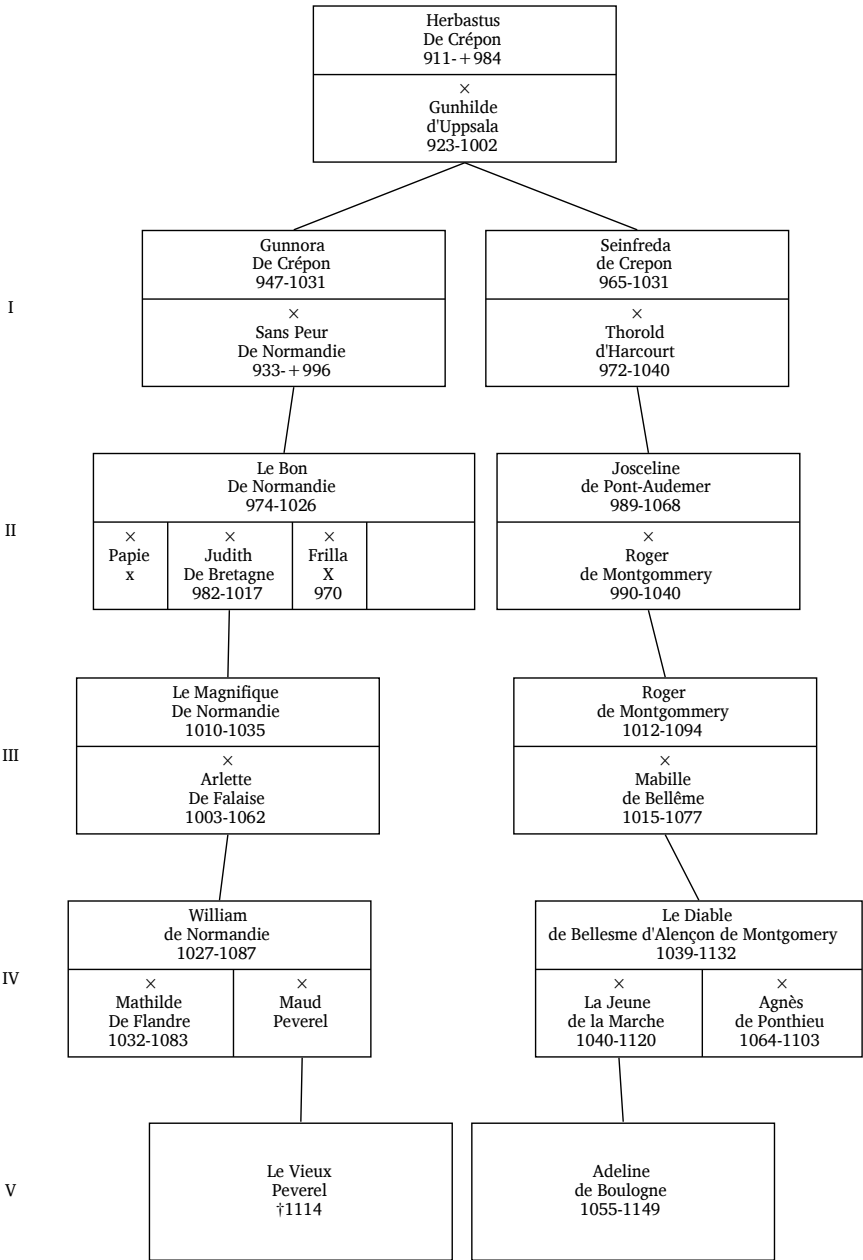 Herbastus
De Crépon
911-+984
×
Gunhilde
d'Uppsala
923-1002
I
Gunnora
De Crépon
947-1031
×
Sans Peur
De Normandie
933-+996
Seinfreda
de Crepon
965-1031
×
Thorold
d'Harcourt
972-1040
II
Le Bon
De Normandie
974-1026
×
Papie
x
×
Judith
De Bretagne
982-1017
×
Frilla
X
970
Josceline
de Pont-Audemer
989-1068
×
Roger
de Montgommery
990-1040
III
Le Magnifique
De Normandie
1010-1035
×
Arlette
De Falaise
1003-1062
Roger
de Montgommery
1012-1094
×
Mabille
de Bellême
1015-1077
IV
William
de Normandie
1027-1087
×
Mathilde
De Flandre
1032-1083
×
Maud
Peverel
Le Diable
de Bellesme d'Alençon de Montgomery
1039-1132
×
La Jeune
de la Marche
1040-1120
×
Agnès
de Ponthieu
1064-1103
V
Le Vieux
Peverel
†1114
Adeline
de Boulogne
1055-1149